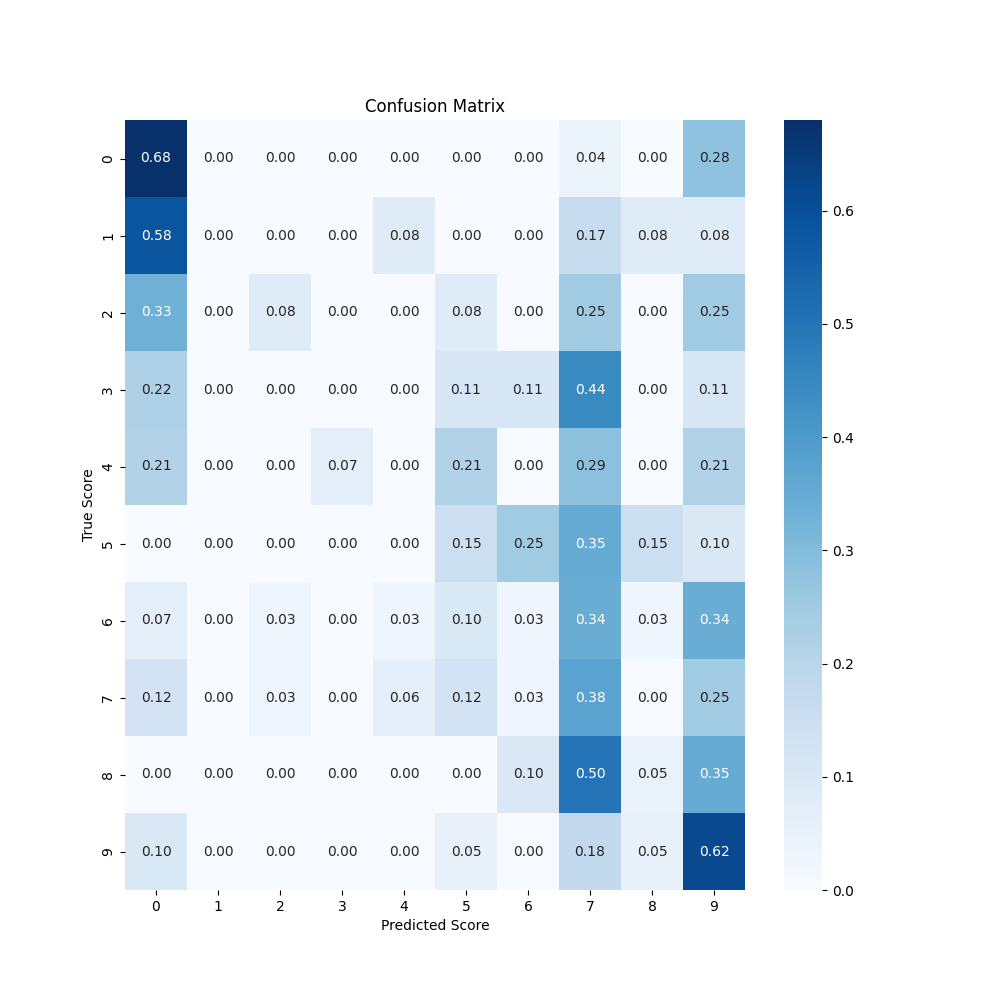 Confusion Matrix
True Score
0 0.68 0.00 0.00 0.00 0.00 0.00 0.00 0.04 0.00 0.28
1 0.58 0.00 0.00 0.00 0.08 0.00 0.00 0.17 0.08 0.08
2 0.33 0.00 0.08 0.00 0.00 0.08 0.00 0.25 0.00 0.25
3 0.22 0.00 0.00 0.00 0.00 0.11 0.11 0.44 0.00 0.11
4 0.21 0.00 0.00 0.07 0.00 0.21 0.00 0.29 0.00 0.21
5 0.00 0.00 0.00 0.00 0.00 0.15 0.25 0.35 0.15 0.10
6 0.07 0.00 0.03 0.00 0.03 0.10 0.03 0.34 0.03 0.34
7 0.12 0.00 0.03 0.00 0.06 0.12 0.03 0.38 0.00 0.25
8 0.00 0.00 0.00 0.00 0.00 0.00 0.10 0.50 0.05 0.35
9 0.10 0.00 0.00 0.00 0.00 0.05 0.00 0.18 0.05 0.62
0 1 2 3 4 5 6 7 8 9
Predicted Score
0.6
0.5
0.4
0.3
0.2
0.1
0.0